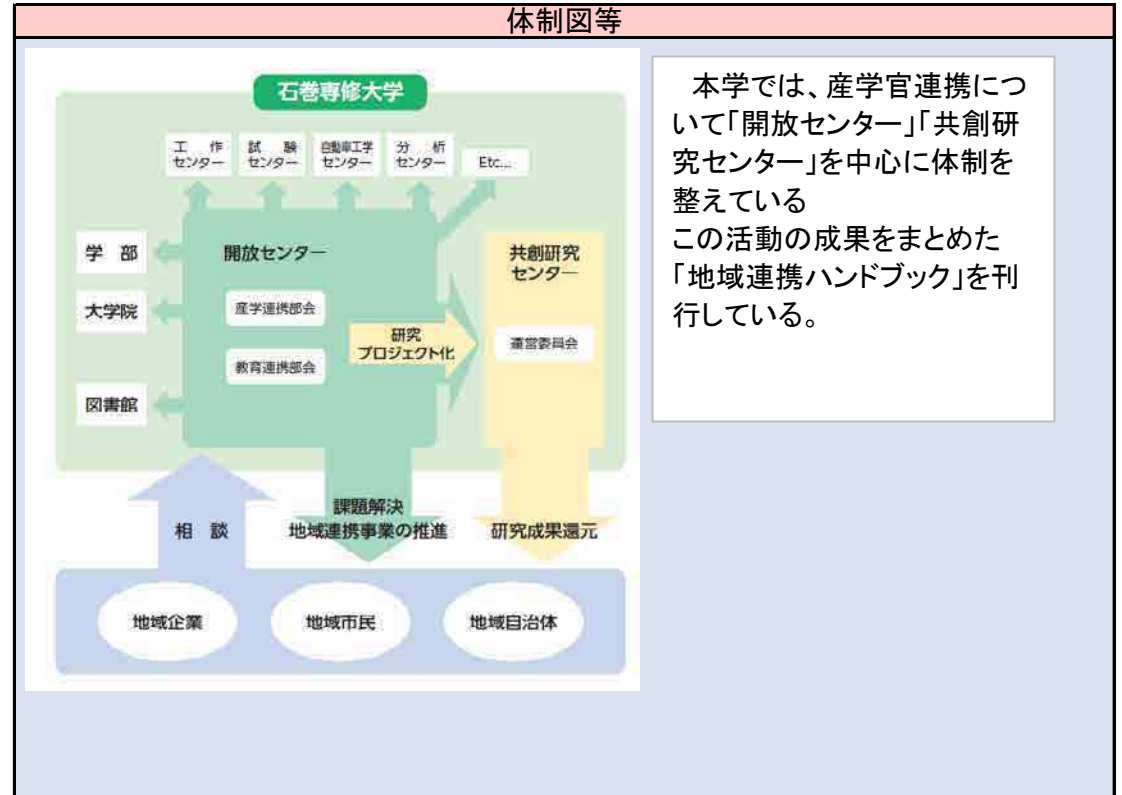 体制図等
石巻専修大学
工 作
センター
試 験
センター
自動車工学
センター
分 析
センター
Etc...
学 部
大学院
図書館
開放センター
産学連携部会
教育連携部会
研究
プロジェクト化
共創研究
センター
運営委員会
相 談
課題解決
地域連携事業の推進
研究成果還元
地域企業
地域市民
地域自治体
本学では、産学官連携につ
いて「開放センター」「共創研
究センター」を中心に体制を
整えている
この活動の成果をまとめた
「地域連携ハンドブック」を刊
行している。